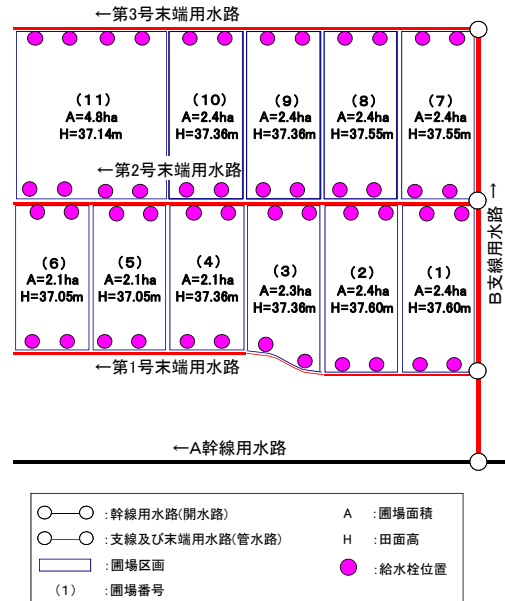 ←第3号末端用水路
(11)
A=4.8ha
H=37.14m
(10)
A=2.4ha
H=37.36m
(9)
A=2.4ha
H=37.36m
(8)
A=2.4ha
H=37.55m
(7)
A=2.4ha
H=37.55m
←第2号末端用水路
B支線用水路→
(6)
A=2.1ha
H=37.05m
(5)
A=2.1ha
H=37.05m
(4)
A=2.1ha
H=37.36m
(3)
A=2.3ha
H=37.36m
(2)
A=2.4ha
H=37.60m
(1)
A=2.4ha
H=37.60m
←第1号末端用水路
←A幹線用水路
:幹線用水路(開水路)
A :圃場面積
:支線及び末端用水路(管水路)
H :田面高
:圃場区画
:給水栓位置
(1) :圃場番号